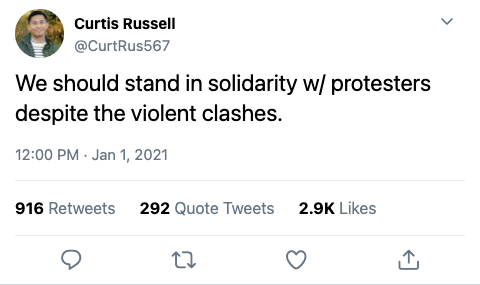 Curtis Russell
@CurtRus567
We should stand in solidarity w/ protesters
despite the violent clashes.
12:00 PM · Jan 1, 2021
916 Retweets 292 Quote Tweets 2.9K Likes